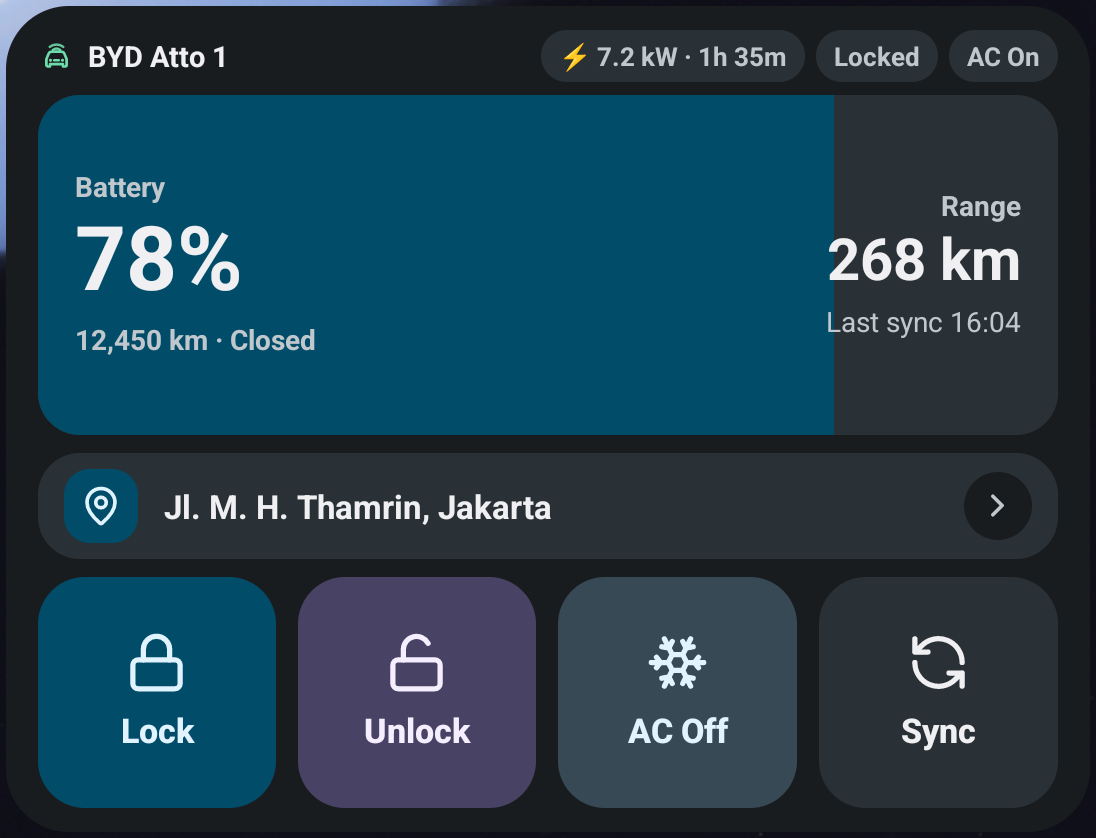 BYD Atto 1
⚡ 7.2 kW · 1h 35m
Locked
AC On
Battery
78%
12,450 km · Closed
Range
268 km
Last sync 16:04
Jl. M. H. Thamrin, Jakarta
Lock
Unlock
AC Off
Sync